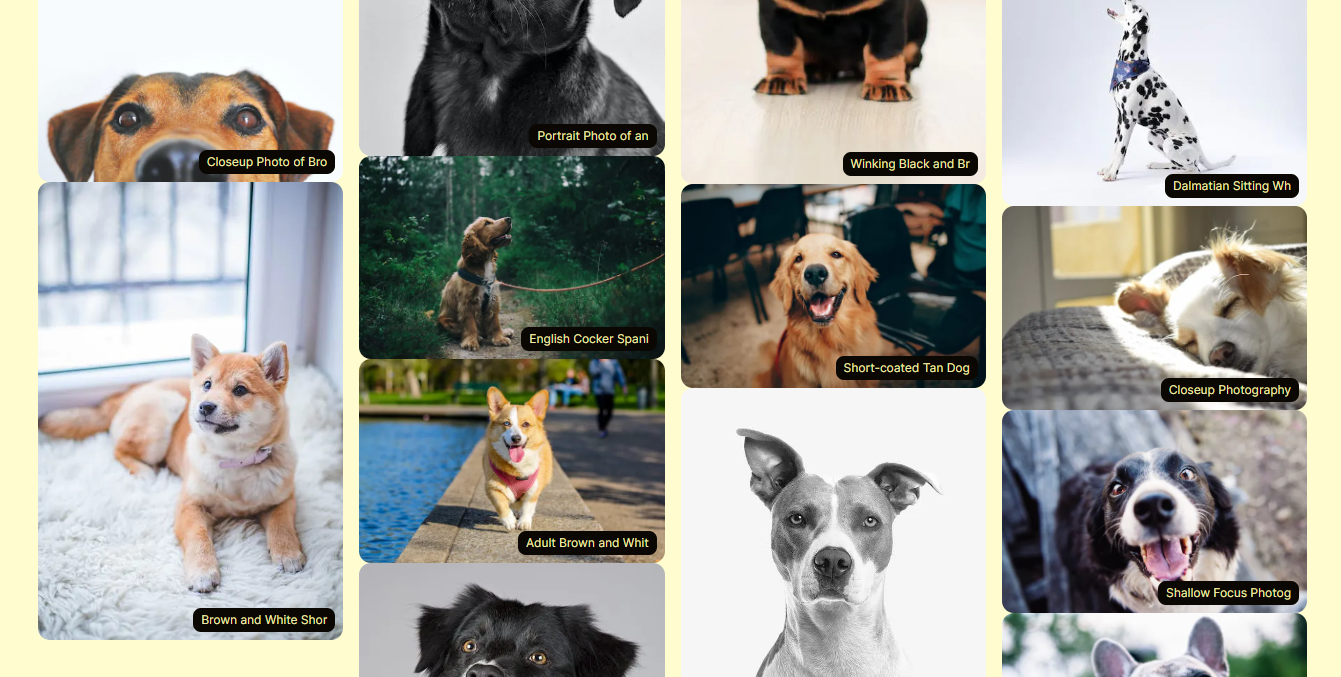 Closeup Photo of Bro
Portrait Photo of an
Winking Black and Br
Dalmatian Sitting Wh
English Cocker Spani
Short-coated Tan Dog
Closeup Photography
Adult Brown and Whit
Shallow Focus Photog
Brown and White Shor